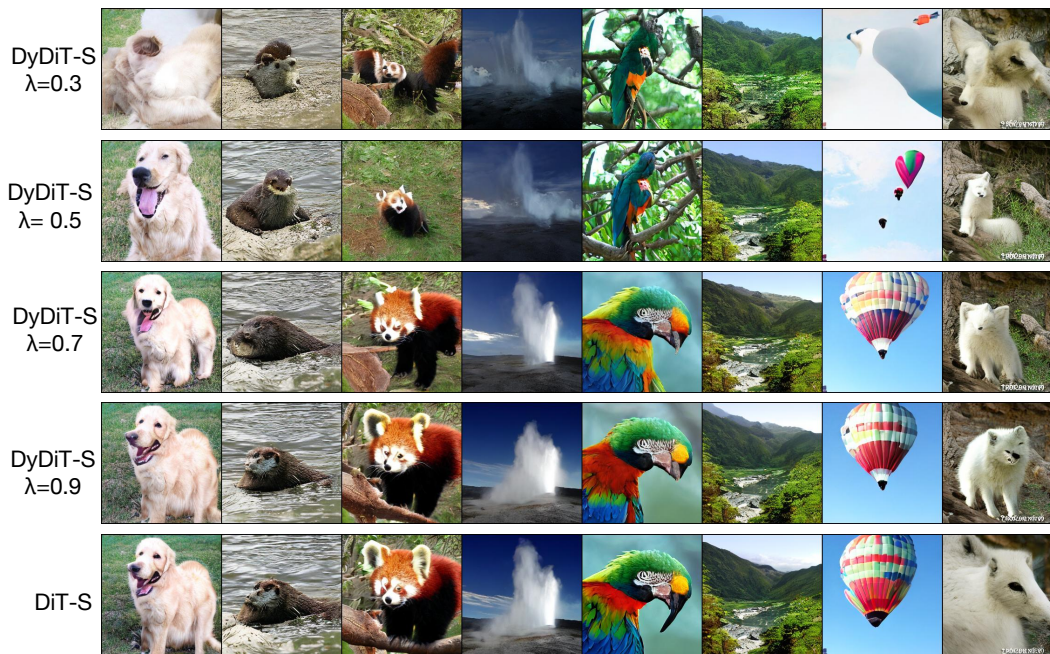 DyDiT-S
λ=0.3
DyDiT-S
λ= 0.5
DyDiT-S
λ=0.7
DyDiT-S
λ=0.9
DiT-S